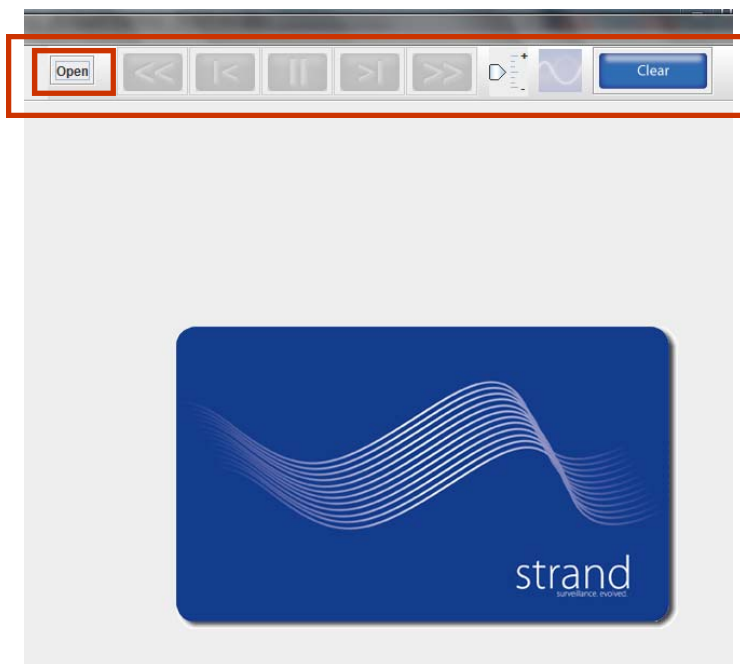 Open << |< || >| >> + - Clear
strand
surveillance. evolved.